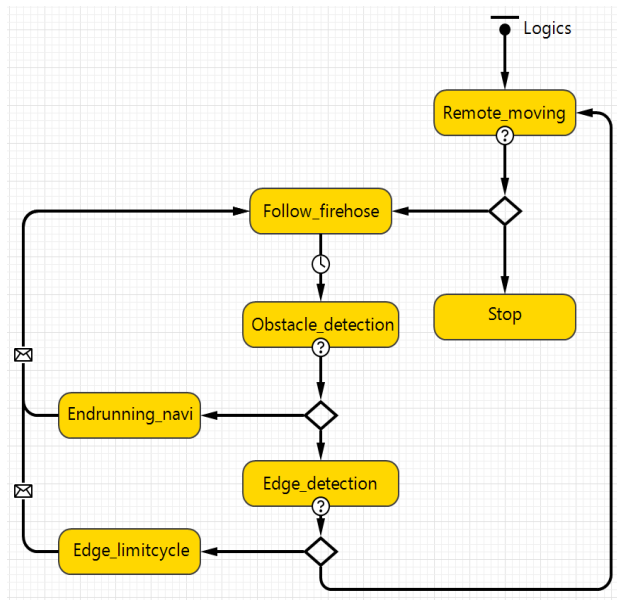 Logics
Remote_moving
?
Follow_firehose
Obstacle_detection
Stop
?
Endrunning_navi
Edge_detection
?
Edge_limitcycle